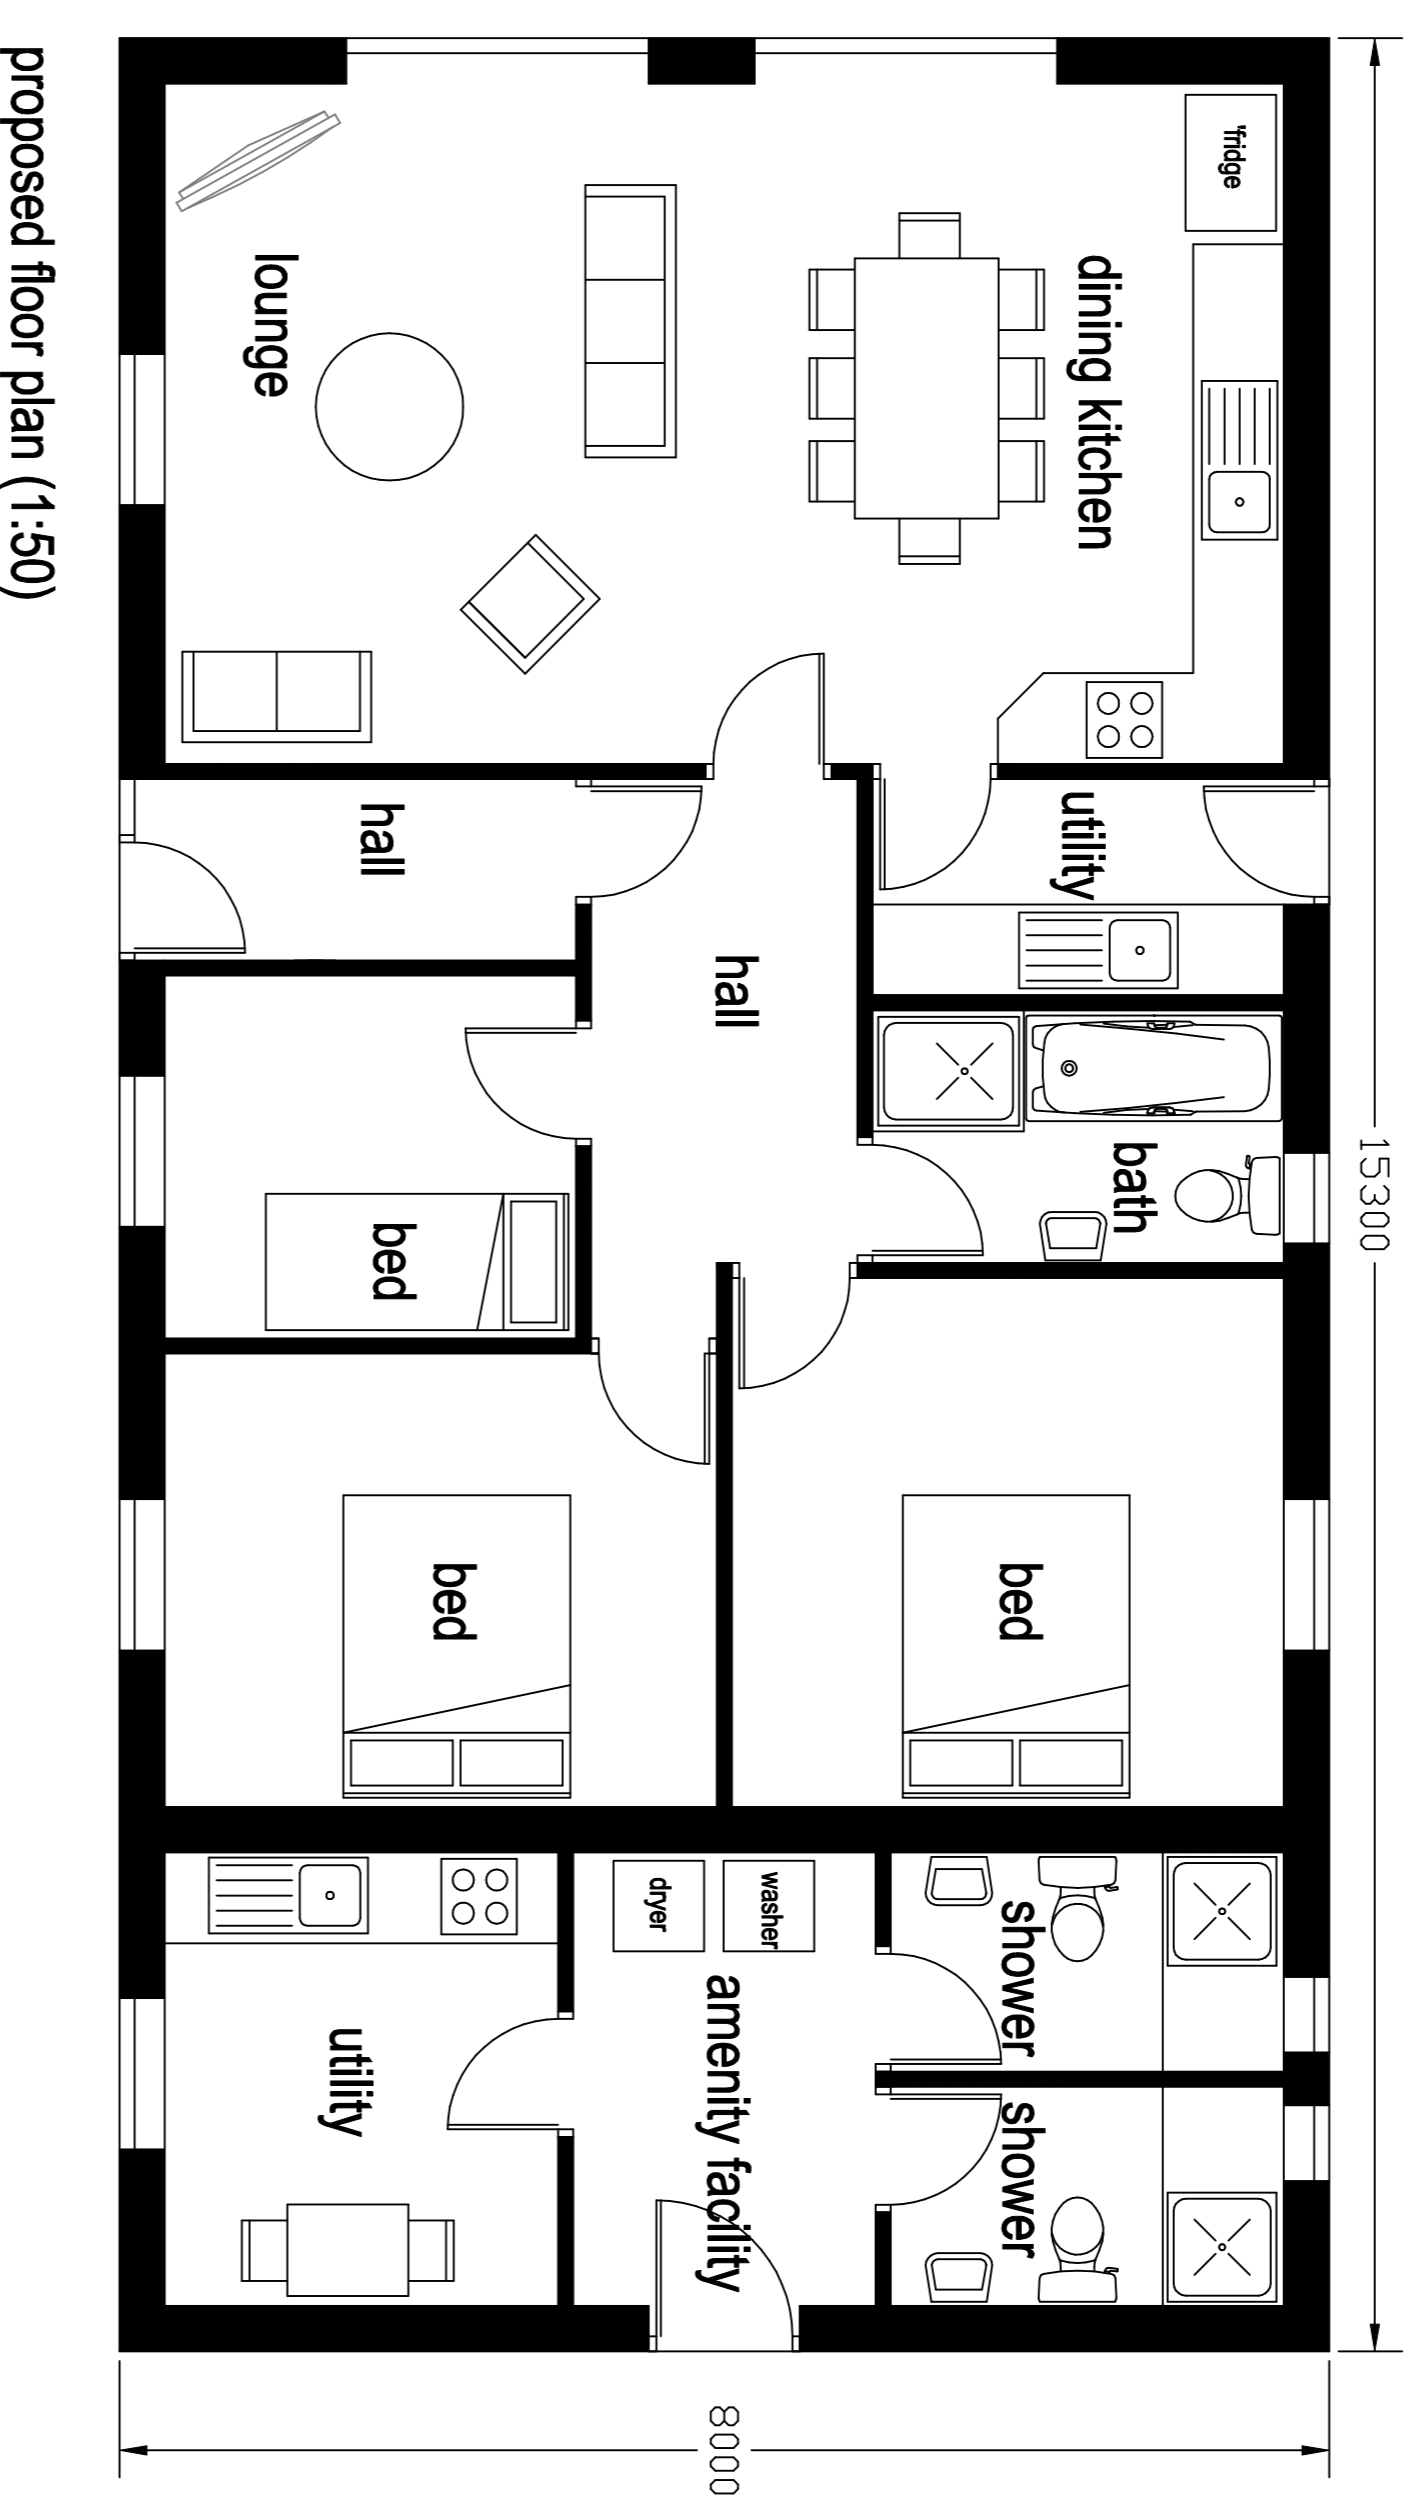 15300
'fridge
dining kitchen
utility
bath
bed
shower
shower
lounge
hall
hall
bed
bed
washer
dryer
amenity facility
utility
8000
proposed floor plan (1:50)